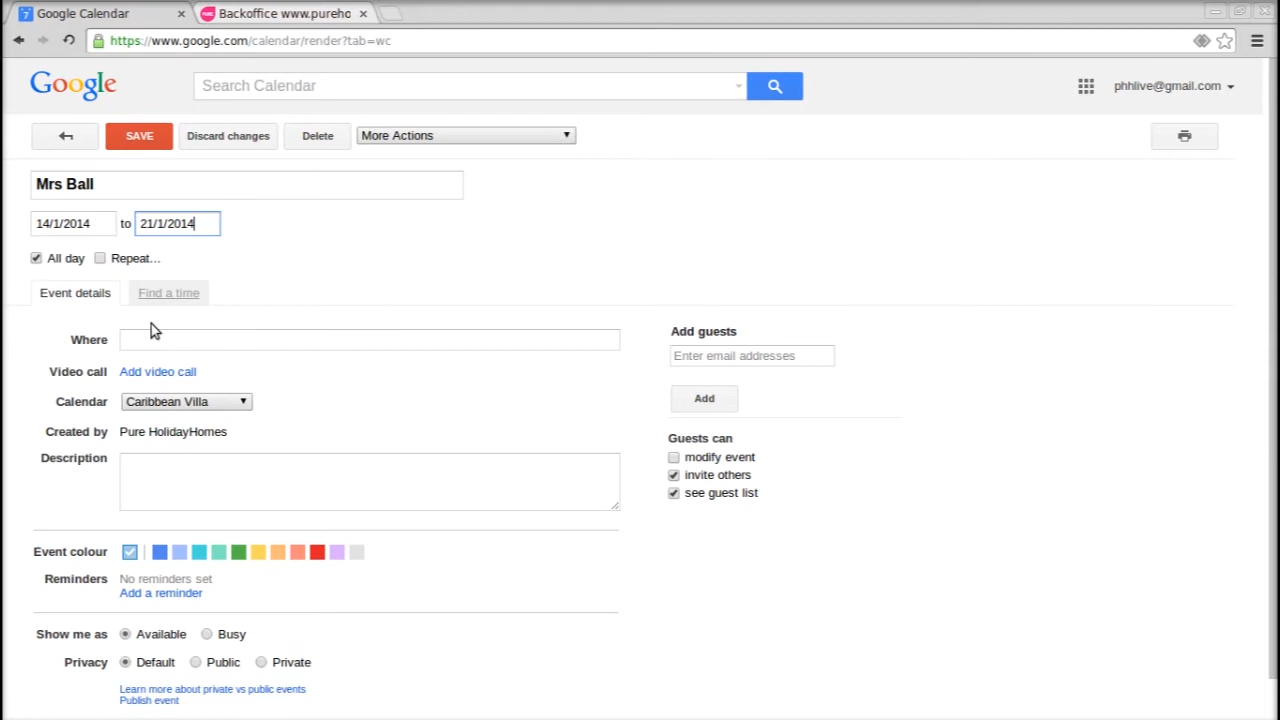 Google Calendar
Backoffice www.pureho
https://www.google.com/calendar/render?tab=wc
Google
Search Calendar
phhlive@gmail.com
SAVE
Discard changes
Delete
More Actions
Mrs Ball
14/1/2014 to 21/1/2014
All day
Repeat...
Event details
Find a time
Where
Video call Add video call
Calendar Caribbean Villa
Created by Pure HolidayHomes
Description
Event colour
Reminders No reminders set
Add a reminder
Show me as Available Busy
Privacy Default Public Private
Learn more about private vs public events
Publish event
Add guests
Enter email addresses
Add
Guests can
modify event
invite others
see guest list